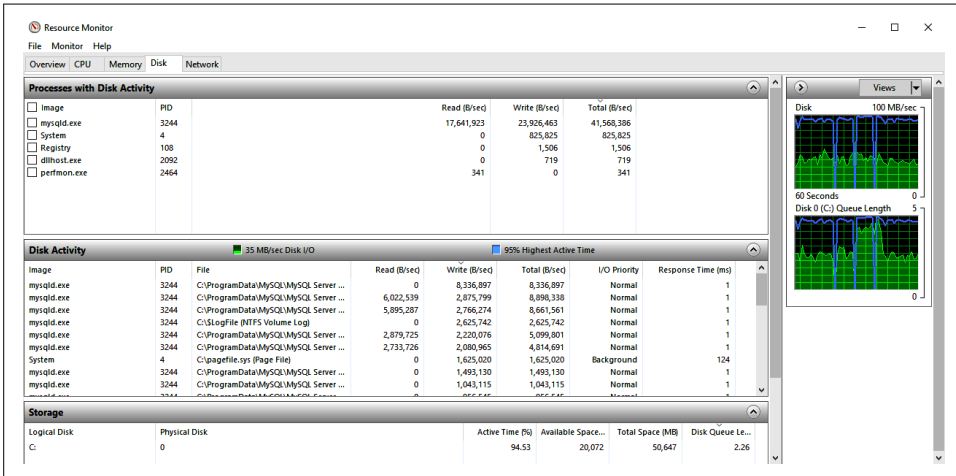 Resource Monitor
File Monitor Help
Overview CPU Memory Disk Network
Processes with Disk Activity
Image PID Read (B/sec) Write (B/sec) Total (B/sec)
mysqld.exe 3244 17,641,923 23,926,463 41,568,386
System 4 0 825,825 825,825
Registry 108 0 1,506 1,506
dllhost.exe 2092 0 719 719
perfmon.exe 2464 341 0 341
Disk Activity 35 MB/sec Disk I/O 95% Highest Active Time
Image PID File Read (B/sec) Write (B/sec) Total (B/sec) I/O Priority Response Time (ms)
mysqld.exe 3244 C:\ProgramData\MySQL\MySQL Server ... 0 8,336,897 8,336,897 Normal 1
mysqld.exe 3244 C:\ProgramData\MySQL\MySQL Server ... 6,022,539 2,875,799 8,898,338 Normal 1
mysqld.exe 3244 C:\ProgramData\MySQL\MySQL Server ... 5,895,287 2,766,274 8,661,561 Normal 1
mysqld.exe 3244 C:\$LogFile (NTFS Volume Log) 0 2,625,742 2,625,742 Normal 1
mysqld.exe 3244 C:\ProgramData\MySQL\MySQL Server ... 2,879,725 2,220,076 5,099,801 Normal 1
mysqld.exe 3244 C:\ProgramData\MySQL\MySQL Server ... 2,733,726 2,080,965 4,814,691 Normal 1
System 4 C:\pagefile.sys (Page File) 0 1,625,020 1,625,020 Background 124
mysqld.exe 3244 C:\ProgramData\MySQL\MySQL Server ... 0 1,493,130 1,493,130 Normal 1
mysqld.exe 3244 C:\ProgramData\MySQL\MySQL Server ... 0 1,043,115 1,043,115 Normal 1
Storage
Logical Disk Physical Disk Active Time (%) Available Space... Total Space (MB) Disk Queue Le...
C: 0 94.53 20,072 50,647 2.26
Views
Disk 100 MB/sec
60 Seconds 0
Disk 0 (C:) Queue Length 5
0